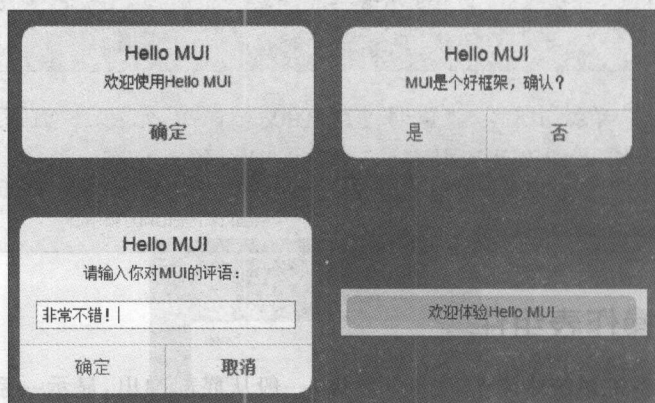 Hello MUI
欢迎使用Hello MUI
确定
Hello MUI
MUI是个好框架，确认？
是 否
Hello MUI
请输入你对MUI的评语：
非常不错！
确定 取消
欢迎体验Hello MUI